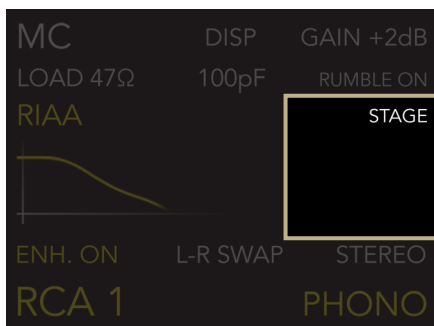 MC DISP GAIN +2dB
LOAD 47Ω 100pF RUMBLE ON
RIAA STAGE
ENH. ON L-R SWAP STEREO
RCA 1 PHONO